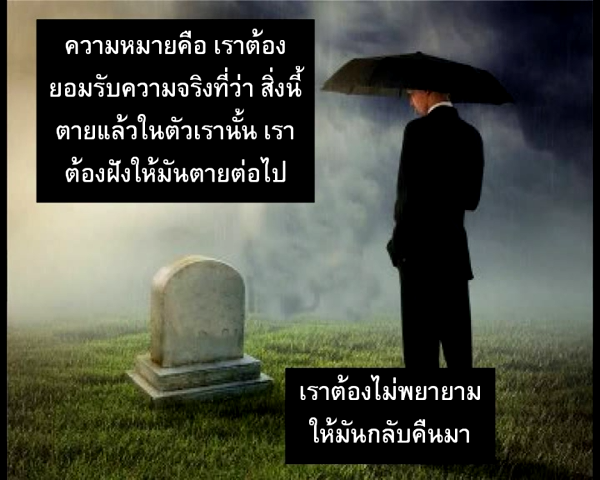 ความหมายคือ เราต้อง
ยอมรับความจริงที่ว่า สิ่งนี้
ตายแล้วในตัวเรานั้น เรา
ต้องฝังให้มันตายต่อไป
เราต้องไม่พยายาม
ให้มันกลับคืนมา